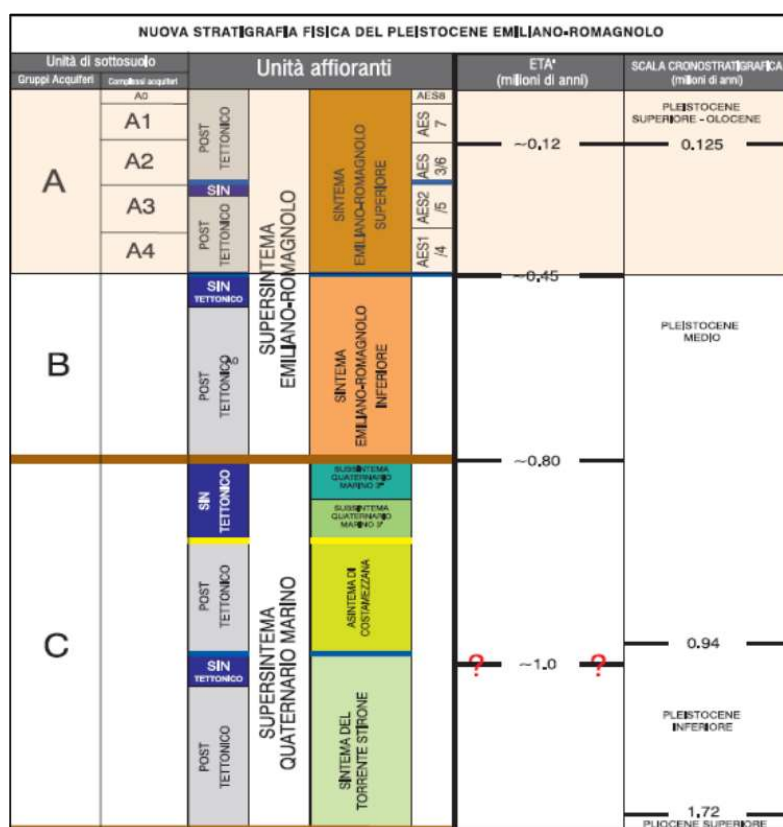 NUOVA STRATIGRAFIA FISICA DEL PLEISTOCENE EMILIANO-ROMAGNOLO
Unità di sottosuolo
Gruppi Acquiferi
Complessi acquiferi
Unità affioranti
ETA'
(milioni di anni)
SCALA CRONOSTRATIGRAFICA
(milioni di anni)
A
A0
A1
A2
A3
A4
POST
TETTONICO
SIN
POST
TETTONICO
SUPERSINTEMA
EMILIANO-ROMAGNOLO
SINTEMA
EMILIANO-ROMAGNOLO
SUPERIORE
AES8
AES
7
AES
3/6
AES2
/5
AES1
/4
~0.12
PLEISTOCENE
SUPERIORE - OLOCENE
0.125
~0.45
B
SIN
TETTONICO
POST
TETTONICO
A0
SINTEMA
EMILIANO-ROMAGNOLO
INFERIORE
PLEISTOCENE
MEDIO
~0.80
C
SIN
TETTONICO
POST
TETTONICO
SIN
TETTONICO
POST
TETTONICO
SUPERSINTEMA
QUATERNARIO MARINO
SUBSINTEMA
QUATERNARIO
MARINO 3"
SUBSINTEMA
QUATERNARIO
MARINO 3'
ASINTEMA DI
COSTAMEZZANA
SINTEMA DEL
TORRENTE STIRONE
0.94
? ~1.0 ?
PLEISTOCENE
INFERIORE
1.72
PLIOCENE SUPERIORE